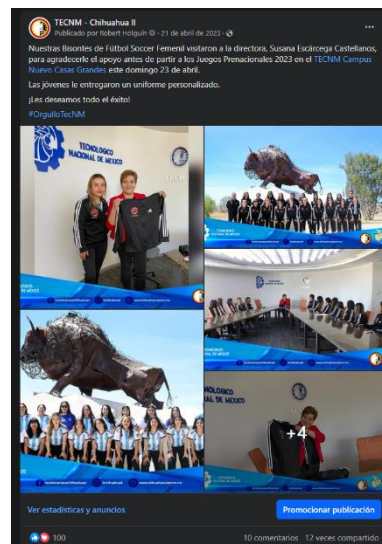 TECNM - Chihuahua II
Publicado por Robert Holguín · 21 de abril de 2023 ·
Nuestras Bisontes de Fútbol Soccer Femenil visitaron a la directora, Susana Escárcega Castellanos,
para agradecerle el apoyo antes de partir a los Juegos Prenacionales 2023 en el TECNM Campus
Nuevo Casas Grandes este domingo 23 de abril.
Las jóvenes le entregaron un uniforme personalizado.
¡Les deseamos todo el éxito!
#OrgulloTecNM
TECNOLÓGICO
NACIONAL DE MÉXICO
+4
Ver estadísticas y anuncios
Promocionar publicación
100
10 comentarios 12 veces compartido